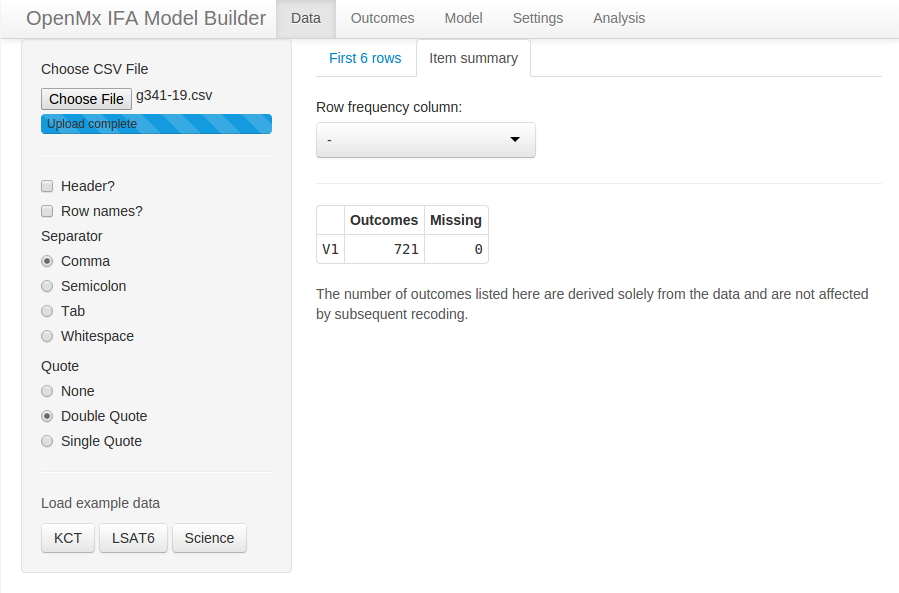 OpenMx IFA Model Builder Data Outcomes Model Settings Analysis
Choose CSV File
Choose File g341-19.csv
Upload complete
Header?
Row names?
Separator
Comma
Semicolon
Tab
Whitespace
Quote
None
Double Quote
Single Quote
Load example data
KCT LSAT6 Science
First 6 rows Item summary
Row frequency column:
-
Outcomes Missing
V1 721 0
The number of outcomes listed here are derived solely from the data and are not affected
by subsequent recoding.